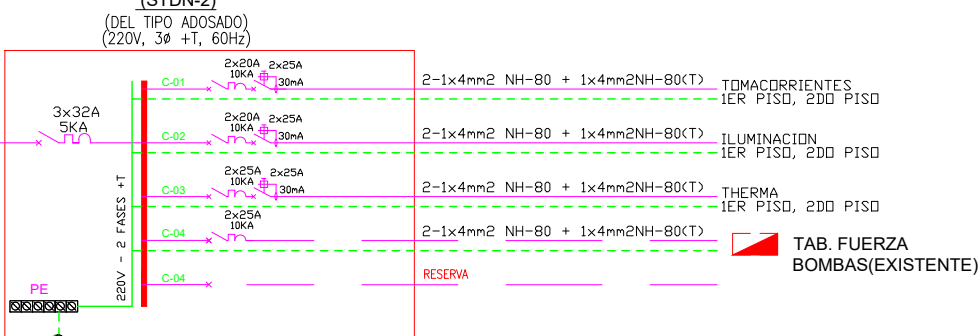 (STDN-2)
(DEL TIPO ADOSADO)
(220V, 3Ø +T, 60Hz)
3x32A
5KA
220V - 2 FASES +T
PE
C-01
2x20A 2x25A
10KA
30mA
2-1x4mm2 NH-80 + 1x4mm2NH-80(T)
TOMACORRIENTES
1ER PISO, 2DO PISO
C-02
2x20A 2x25A
10KA
30mA
2-1x4mm2 NH-80 + 1x4mm2NH-80(T)
ILUMINACION
1ER PISO, 2DO PISO
C-03
2x25A 2x25A
10KA
30mA
2-1x4mm2 NH-80 + 1x4mm2NH-80(T)
THERMA
1ER PISO, 2DO PISO
C-04
2x25A
10KA
2-1x4mm2 NH-80 + 1x4mm2NH-80(T)
TAB. FUERZA
BOMBAS(EXISTENTE)
C-04
RESERVA